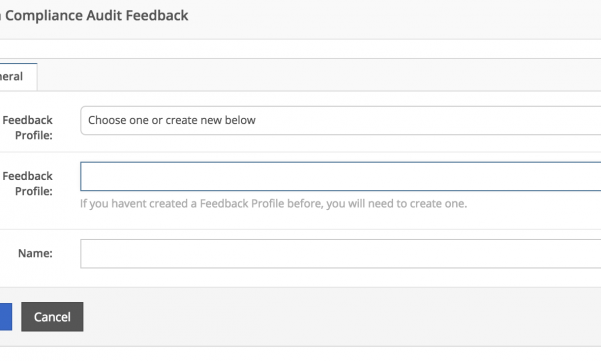 Compliance Audit Feedback
neral
Feedback
Profile:
Choose one or create new below
Feedback
Profile:
If you havent created a Feedback Profile before, you will need to create one.
Name:
Cancel